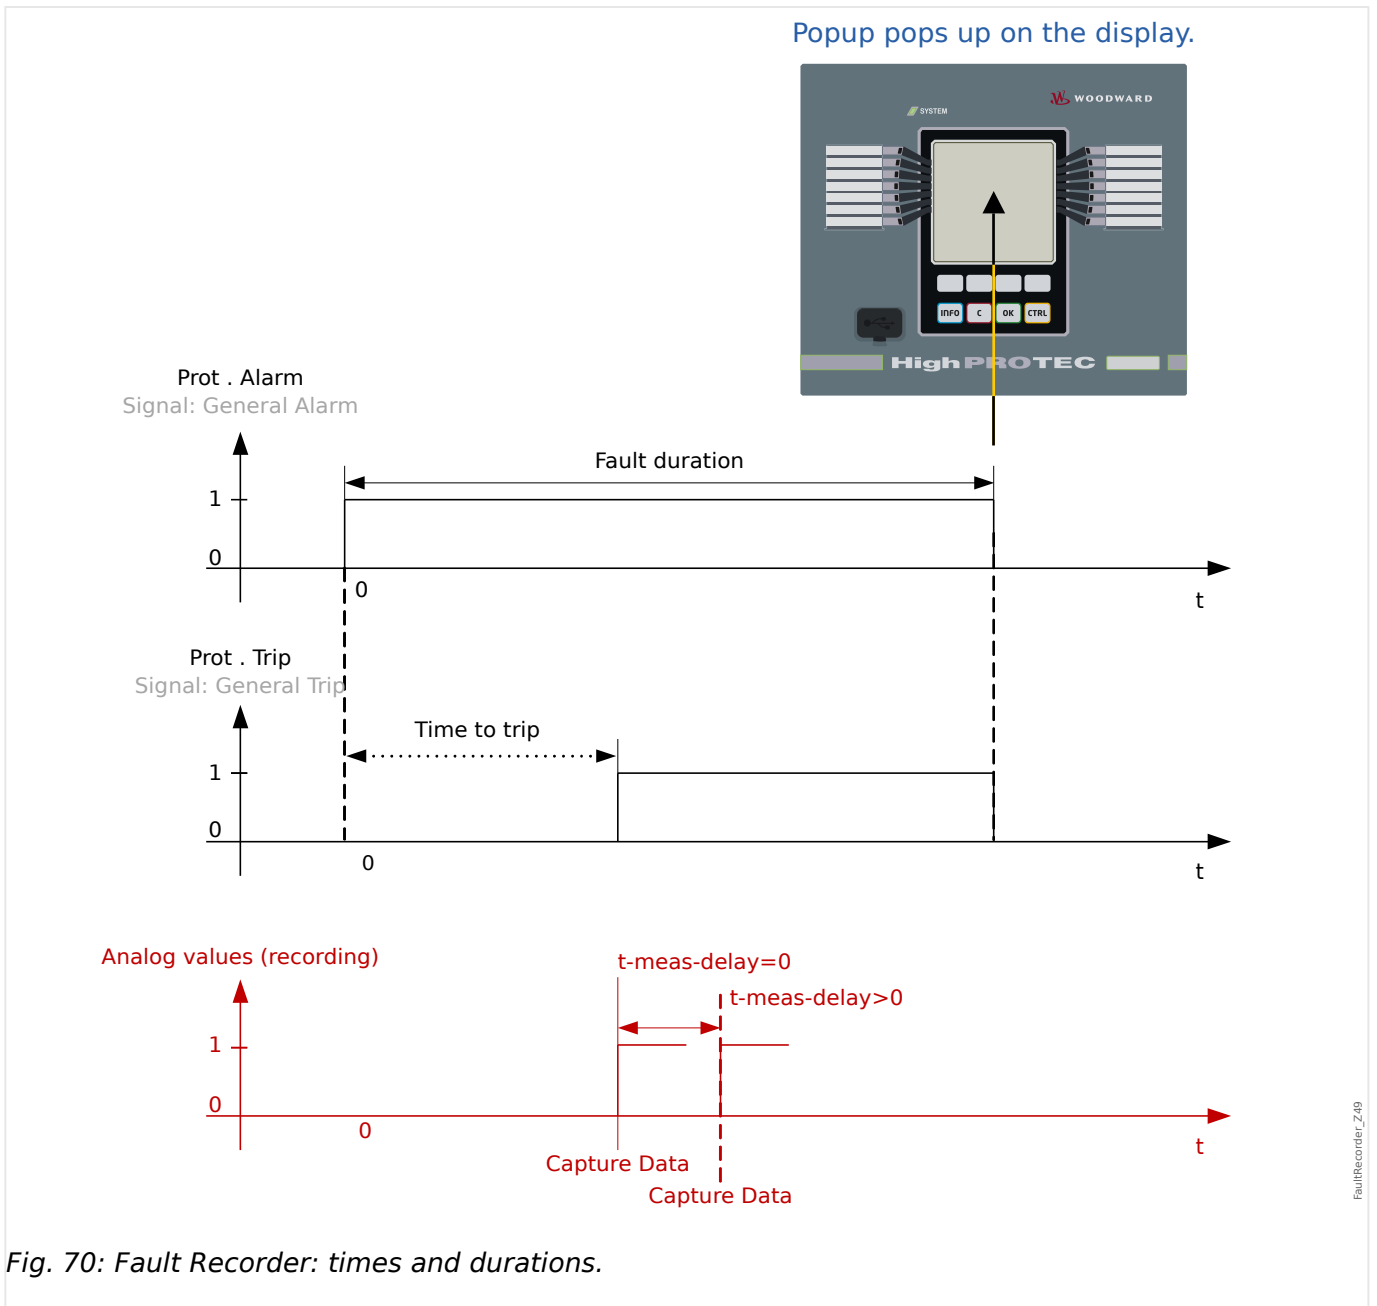 Popup pops up on the display.
WOODWARD
SYSTEM
INFO
C
OK
CTRL
HighPROTEC
Prot . Alarm
Signal: General Alarm
Fault duration
1
0
0
t
Prot . Trip
Signal: General Trip
Time to trip
1
0
0
t
Analog values (recording)
t-meas-delay=0
t-meas-delay>0
1
0
0
t
Capture Data
Capture Data
FaultRecorder_Z49
Fig. 70: Fault Recorder: times and durations.